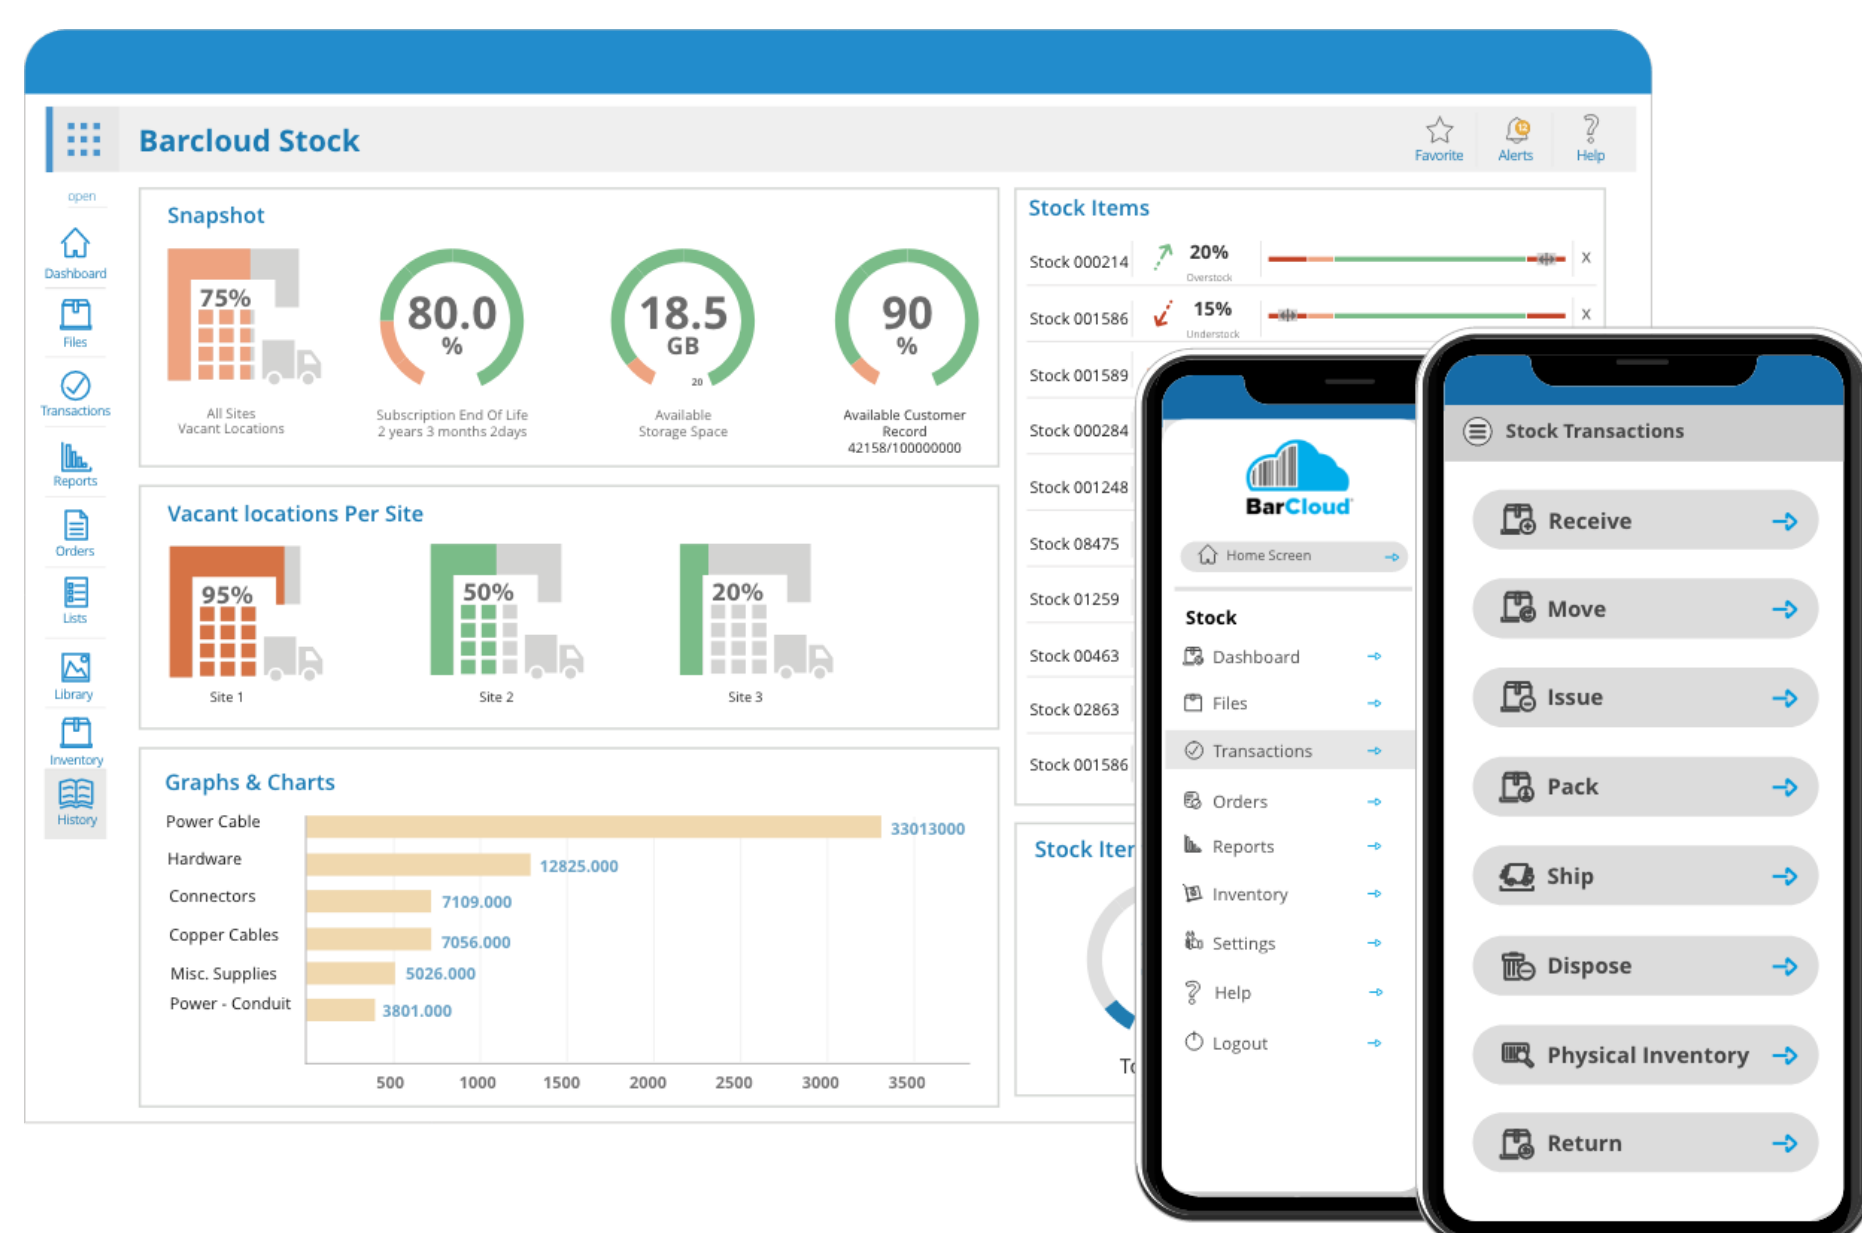 Barcloud Stock
Favorite
12
Alerts
Help
open
Dashboard
Files
Transactions
Reports
Orders
Lists
Library
Inventory
History
Snapshot
75%
All Sites
Vacant Locations
80.0
%
Subscription End Of Life
2 years 3 months 2days
18.5
GB
20
Available
Storage Space
90
%
Available Customer
Record
42158/100000000
Vacant locations Per Site
95%
Site 1
50%
Site 2
20%
Site 3
Graphs & Charts
Power Cable
33013000
Hardware
12825.000
Connectors
7109.000
Copper Cables
7056.000
Misc. Supplies
5026.000
Power - Conduit
3801.000
500 1000 1500 2000 2500 3000 3500
Stock Items
Stock 000214
20%
Overstock
X
Stock 001586
15%
Understock
X
Stock 001589
Stock 000284
Stock 001248
Stock 08475
Stock 01259
Stock 00463
Stock 02863
Stock 001586
Stock
BarCloud
Home Screen
Stock
Dashboard
Files
Transactions
Orders
Reports
Inventory
Settings
Help
Logout
Stock Transactions
Receive
Move
Issue
Pack
Ship
Dispose
Physical Inventory
Return